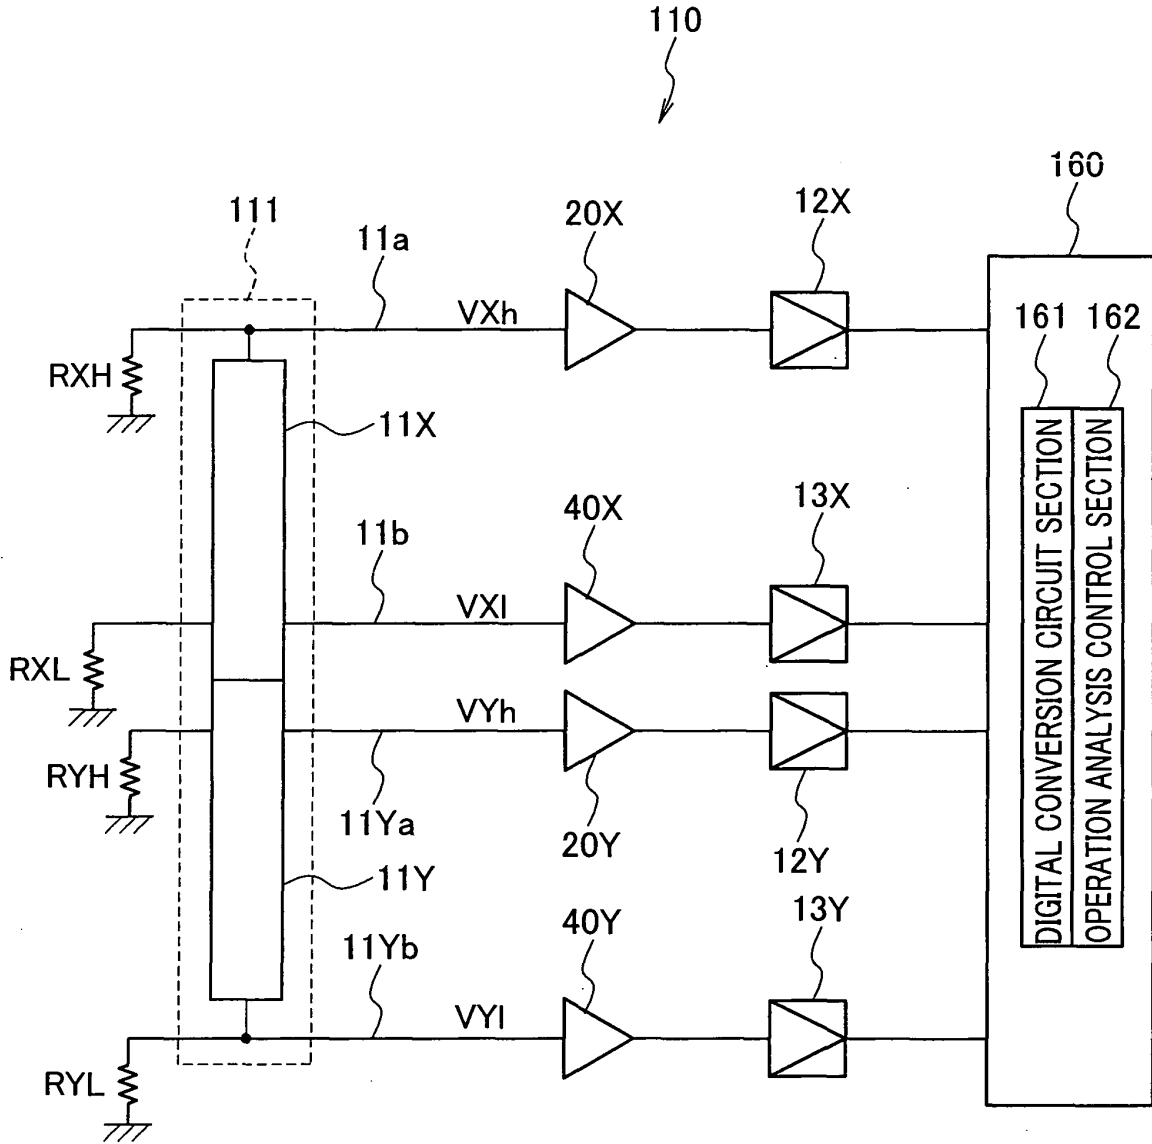 110
160
111
20X
12X
11a
VXh
161 162
RXH
11X
DIGITAL CONVERSION CIRCUIT SECTION
OPERATION ANALYSIS CONTROL SECTION
40X
13X
11b
VXl
RXL
VYh
RYH
11Ya
20Y
12Y
11Y
40Y
13Y
11Yb
VYl
RYL